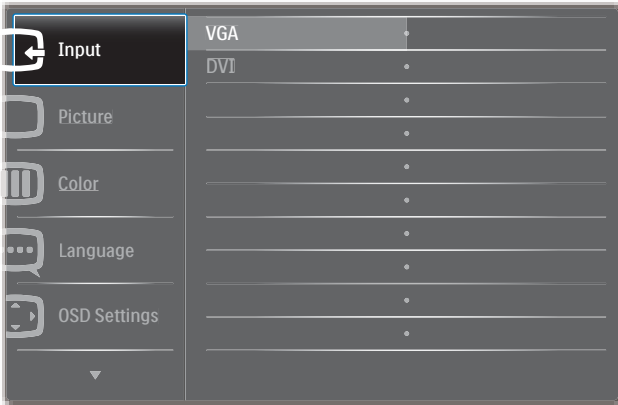 Input
Picture
Color
Language
OSD Settings
VGA
DVI